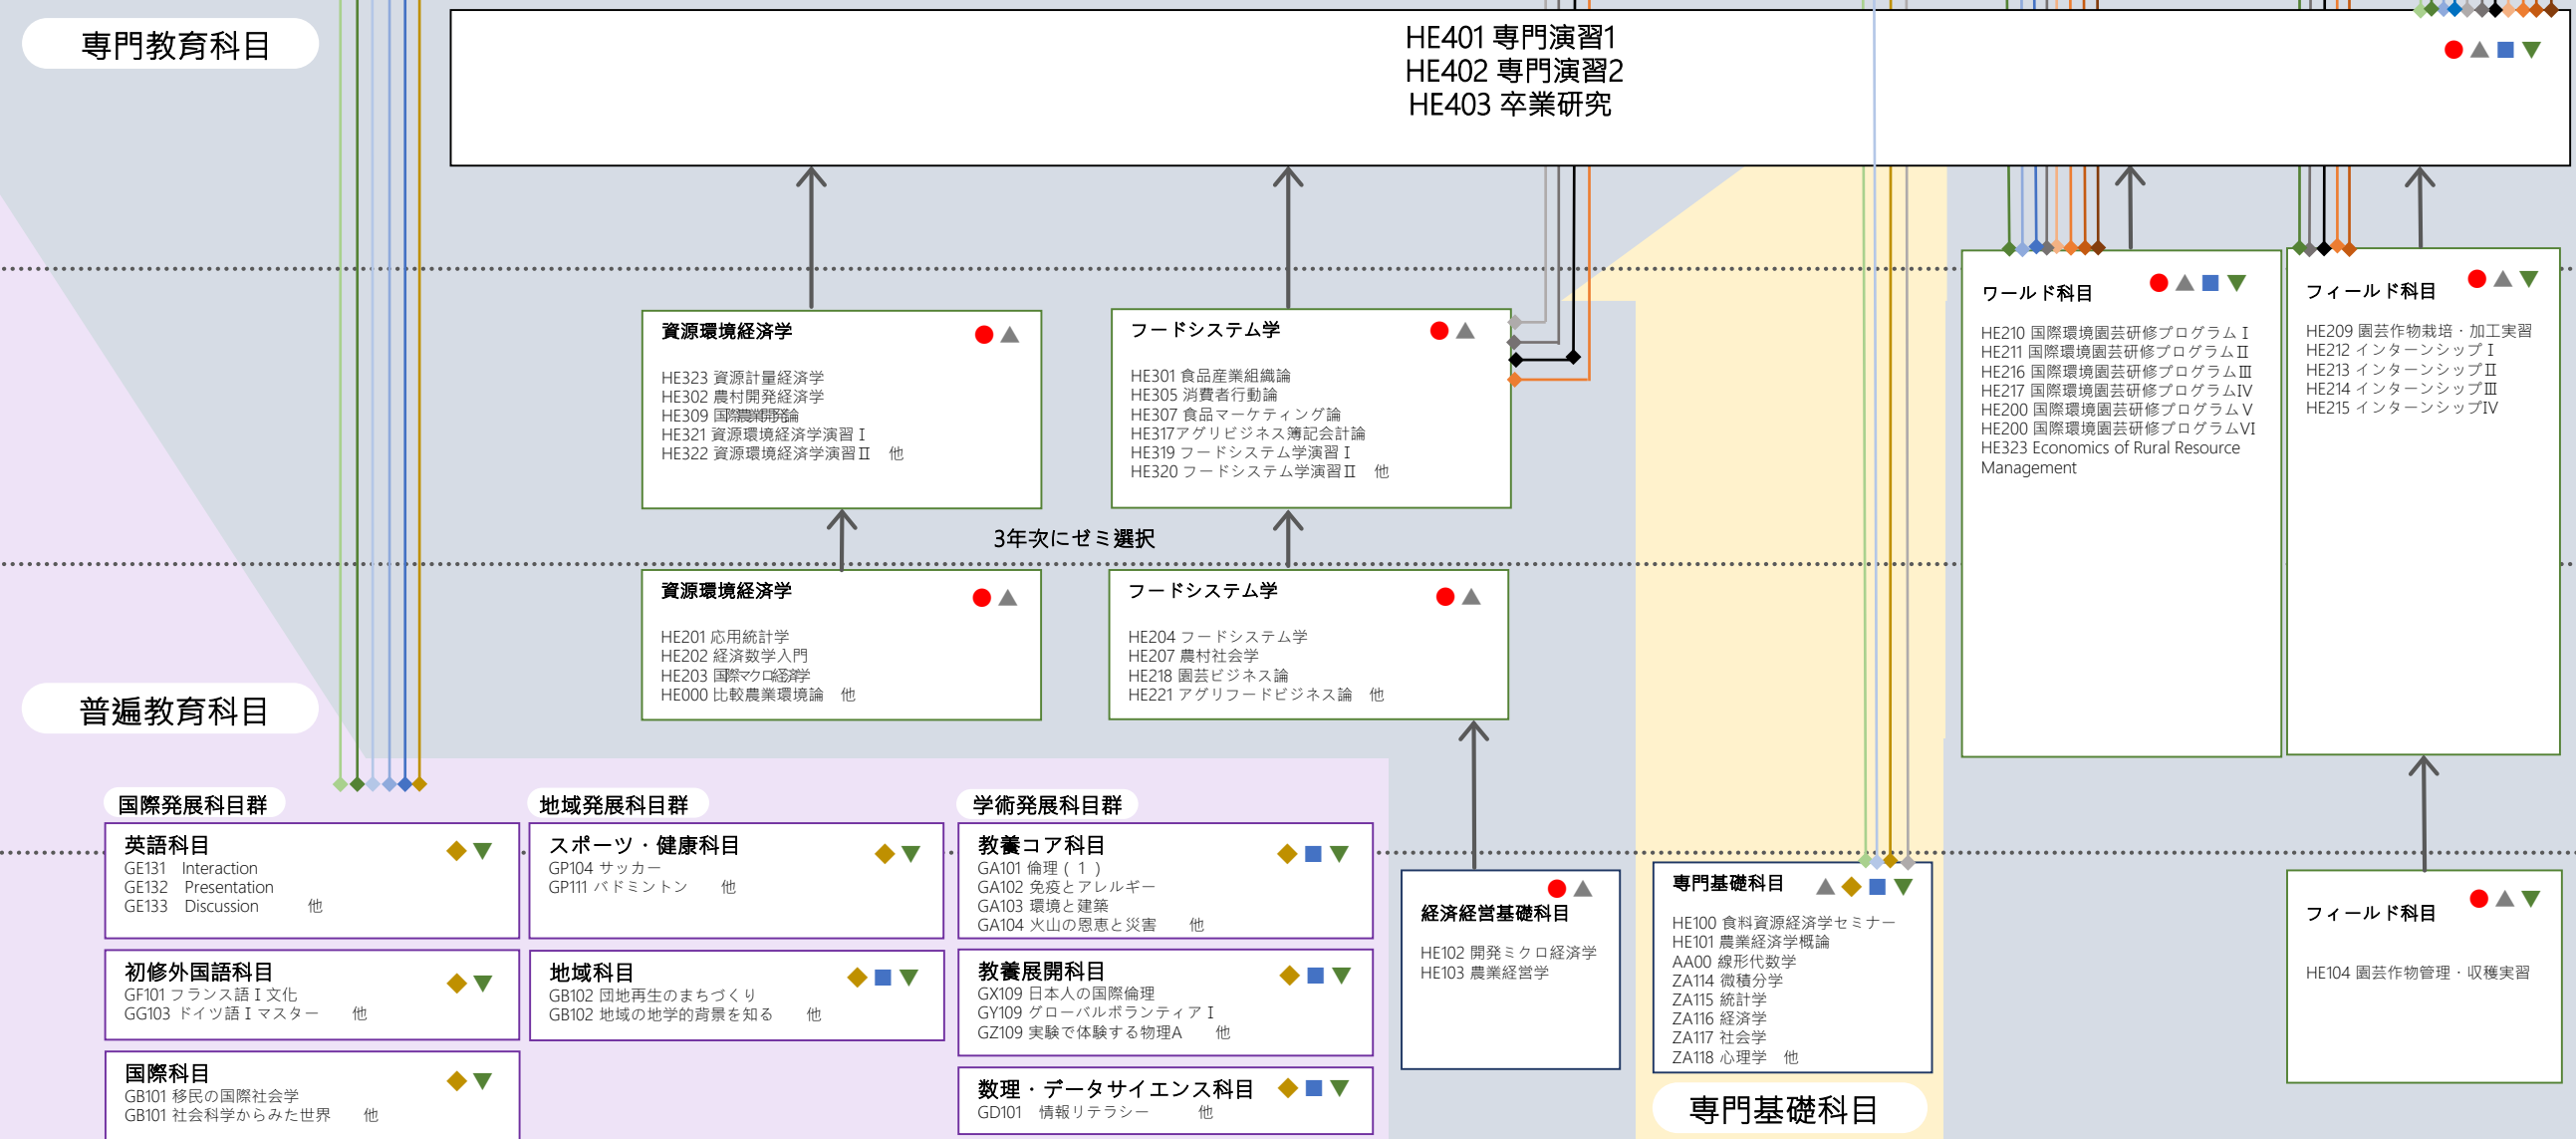 専門教育科目
HE401 専門演習1
HE402 専門演習2
HE403 卒業研究
資源環境経済学
HE323 資源計量経済学
HE302 農村開発経済学
HE309 国際農業開発論
HE321 資源環境経済学演習Ⅰ
HE322 資源環境経済学演習Ⅱ　他
フードシステム学
HE301 食品産業組織論
HE305 消費者行動論
HE307 食品マーケティング論
HE317アグリビジネス簿記会計論
HE319 フードシステム学演習Ⅰ
HE320 フードシステム学演習Ⅱ　他
ワールド科目
HE210 国際環境園芸研修プログラムⅠ
HE211 国際環境園芸研修プログラムⅡ
HE216 国際環境園芸研修プログラムⅢ
HE217 国際環境園芸研修プログラムⅣ
HE200 国際環境園芸研修プログラムⅤ
HE200 国際環境園芸研修プログラムⅥ
HE323 Economics of Rural Resource
Management
フィールド科目
HE209 園芸作物栽培・加工実習
HE212 インターンシップⅠ
HE213 インターンシップⅡ
HE214 インターンシップⅢ
HE215 インターンシップⅣ
3年次にゼミ選択
資源環境経済学
HE201 応用統計学
HE202 経済数学入門
HE203 国際マクロ経済学
HE000 比較農業環境論　他
フードシステム学
HE204 フードシステム学
HE207 農村社会学
HE218 園芸ビジネス論
HE221 アグリフードビジネス論　他
普遍教育科目
国際発展科目群
英語科目
GE131　Interaction
GE132　Presentation
GE133　Discussion　　　他
初修外国語科目
GF101 フランス語Ⅰ文化
GG103 ドイツ語Ⅰマスター　　他
国際科目
GB101 移民の国際社会学
GB101 社会科学からみた世界　　他
地域発展科目群
スポーツ・健康科目
GP104 サッカー
GP111 バドミントン　　他
地域科目
GB102 団地再生のまちづくり
GB102 地域の地学的背景を知る　　他
学術発展科目群
教養コア科目
GA101 倫理（１）
GA102 免疫とアレルギー
GA103 環境と建築
GA104 火山の恩恵と災害　　他
教養展開科目
GX109 日本人の国際倫理
GY109 グローバルボランティアⅠ
GZ109 実験で体験する物理A　　他
数理・データサイエンス科目
GD101　情報リテラシー　　　他
経済経営基礎科目
HE102 開発ミクロ経済学
HE103 農業経営学
専門基礎科目
HE100 食料資源経済学セミナー
HE101 農業経済学概論
AA00 線形代数学
ZA114 微積分学
ZA115 統計学
ZA116 経済学
ZA117 社会学
ZA118 心理学　他
専門基礎科目
フィールド科目
HE104 園芸作物管理・収穫実習